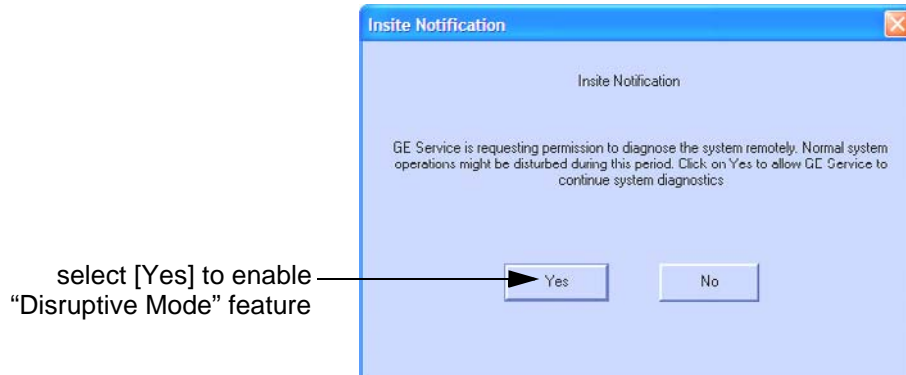 Insite Notification
Insite Notification
GE Service is requesting permission to diagnose the system remotely. Normal system
operations might be disturbed during this period. Click on Yes to allow GE Service to
continue system diagnostics
select [Yes] to enable
“Disruptive Mode” feature
Yes
No